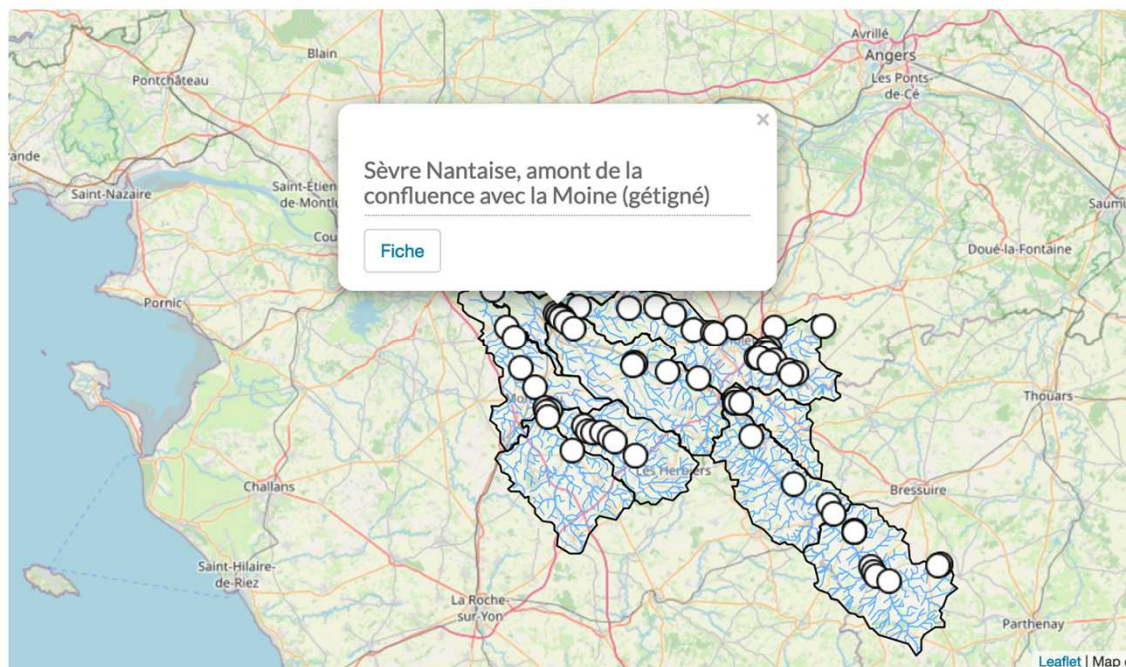 Avrillé
Blain
Angers
Pontchâteau
Les Ponts-
de-Cé
×
Sèvre Nantaise, amont de la
confluence avec la Moine (gétigné)
Fiche
Saint-Nazaire
Saint-Étien
de-Montlu
Cou
Saumu
Doué-la-Fontaine
Pornic
Thouars
Les Herbiers
Challans
Bressuire
Saint-Hilaire-
de-Riez
La Roche-
sur-Yon
Parthenay
Leaflet | Map